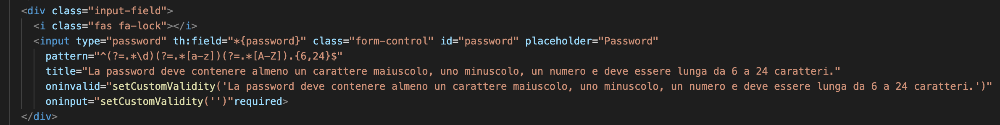 <div class="input-field">
<i class="fas fa-lock"></i>
<input type="password" th:field="*{password}" class="form-control" id="password" placeholder="Password"
pattern="^(?=.*\d)(?=.*[a-z])(?=.*[A-Z]).{6,24}$"
title="La password deve contenere almeno un carattere maiuscolo, uno minuscolo, un numero e deve essere lunga da 6 a 24 caratteri."
oninvalid="setCustomValidity('La password deve contenere almeno un carattere maiuscolo, uno minuscolo, un numero e deve essere lunga da 6 a 24 caratteri.')"
oninput="setCustomValidity('')"required>
</div>